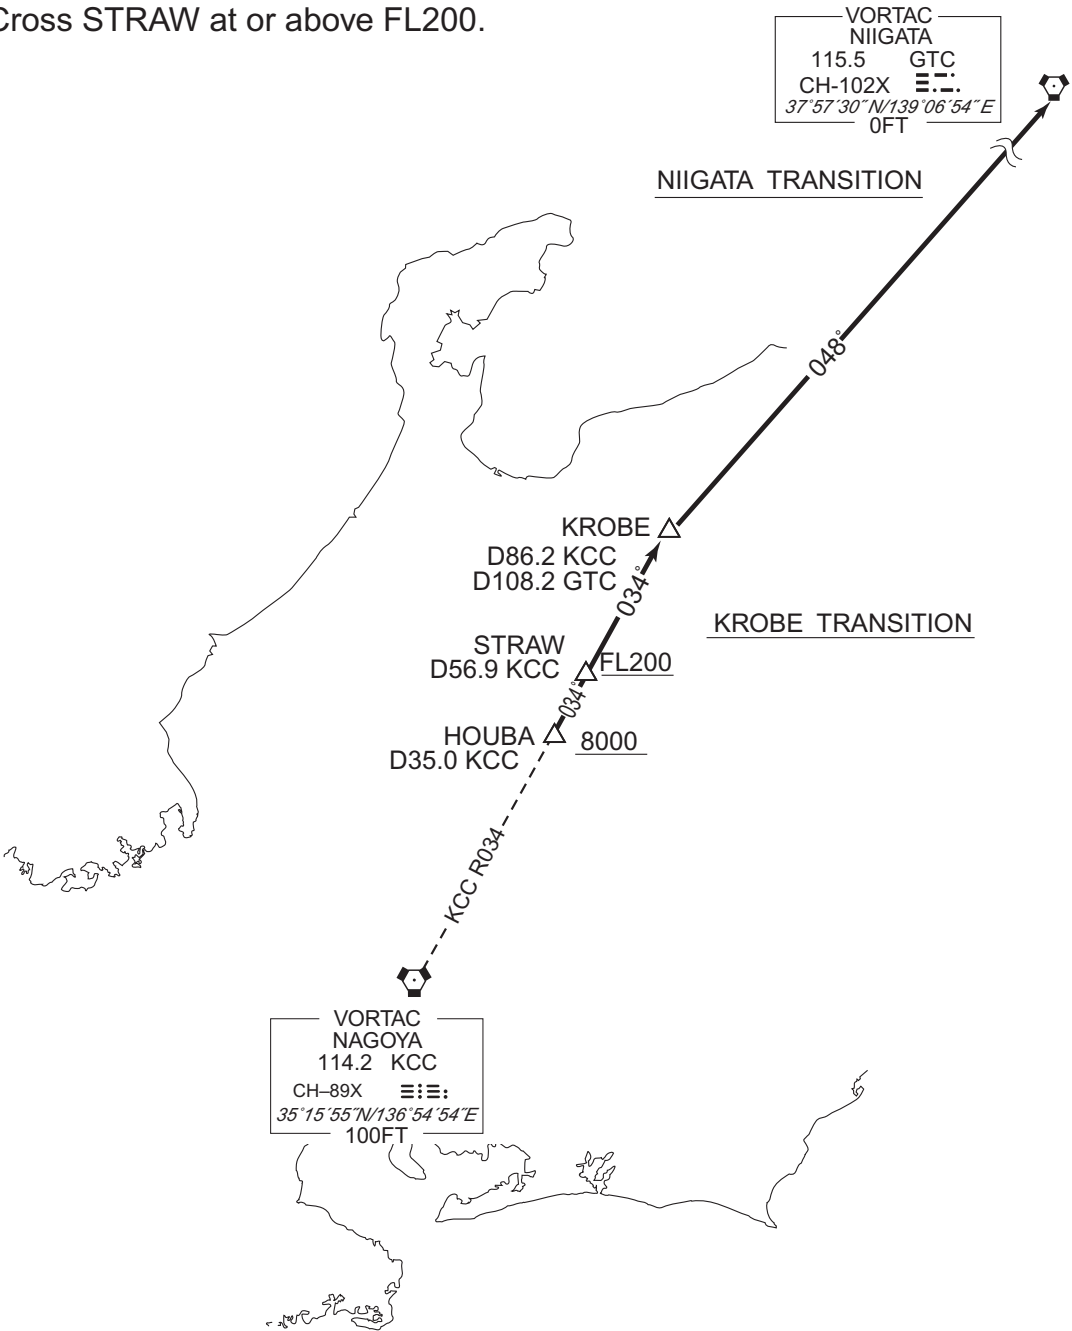 Cross STRAW at or above FL200.
VORTAC
NIIGATA
115.5 GTC
CH-102X
37°57′30″N/139°06′54″E
0FT
NIIGATA TRANSITION
048°
KROBE
D86.2 KCC
D108.2 GTC
034°
KROBE TRANSITION
STRAW
D56.9 KCC
FL200
034°
HOUBA
D35.0 KCC
8000
KCC R034
VORTAC
NAGOYA
114.2 KCC
CH–89X
35°15′55″N/136°54′54″E
100FT